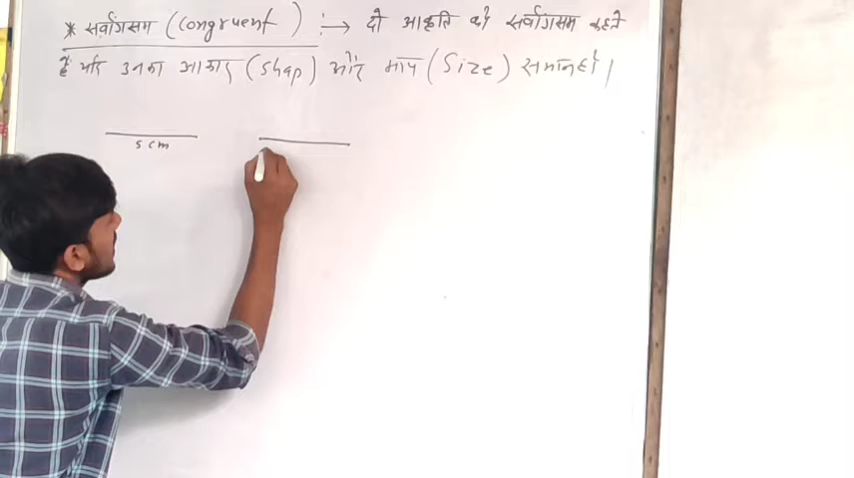 * सर्वांगसम (Congruent) :→ दो आकृति को सर्वांगसम कहते
हैं यदि उनका आकार (Shap) और माप (Size) समान हो।
5 cm